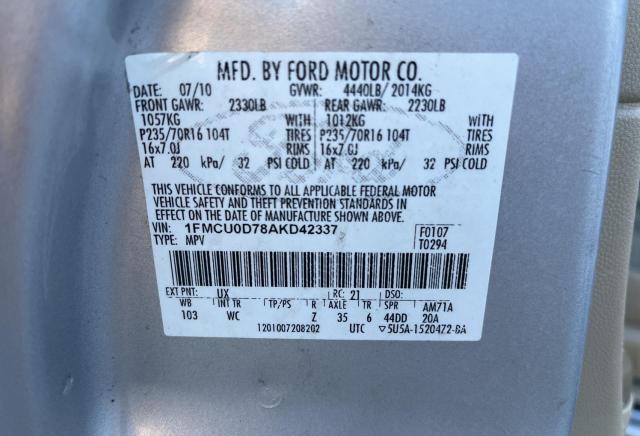 MFD. BY FORD MOTOR CO.
DATE: 07/10 GVWR: 4440LB/ 2014KG
FRONT GAWR: 2330LB REAR GAWR: 2230LB
1057KG WITH 1012KG WITH
P235/70R16 104T TIRES P235/70R16 104T TIRES
16x7.0J RIMS 16x7.0J RIMS
AT 220 kPa/ 32 PSI COLD AT 220 kPa/ 32 PSI COLD
THIS VEHICLE CONFORMS TO ALL APPLICABLE FEDERAL MOTOR
VEHICLE SAFETY AND THEFT PREVENTION STANDARDS IN
EFFECT ON THE DATE OF MANUFACTURE SHOWN ABOVE.
VIN: 1FMCU0D78AKD42337 F0107
TYPE: MPV T0294
EXT PNT: UX RC: 21 DSO:
WB INT TR TP/PS R AXLE TR S AM71A
103 WC Z 35 6 44DD 20A
1201007208202 UTC ▽5U5A-1520472-BA